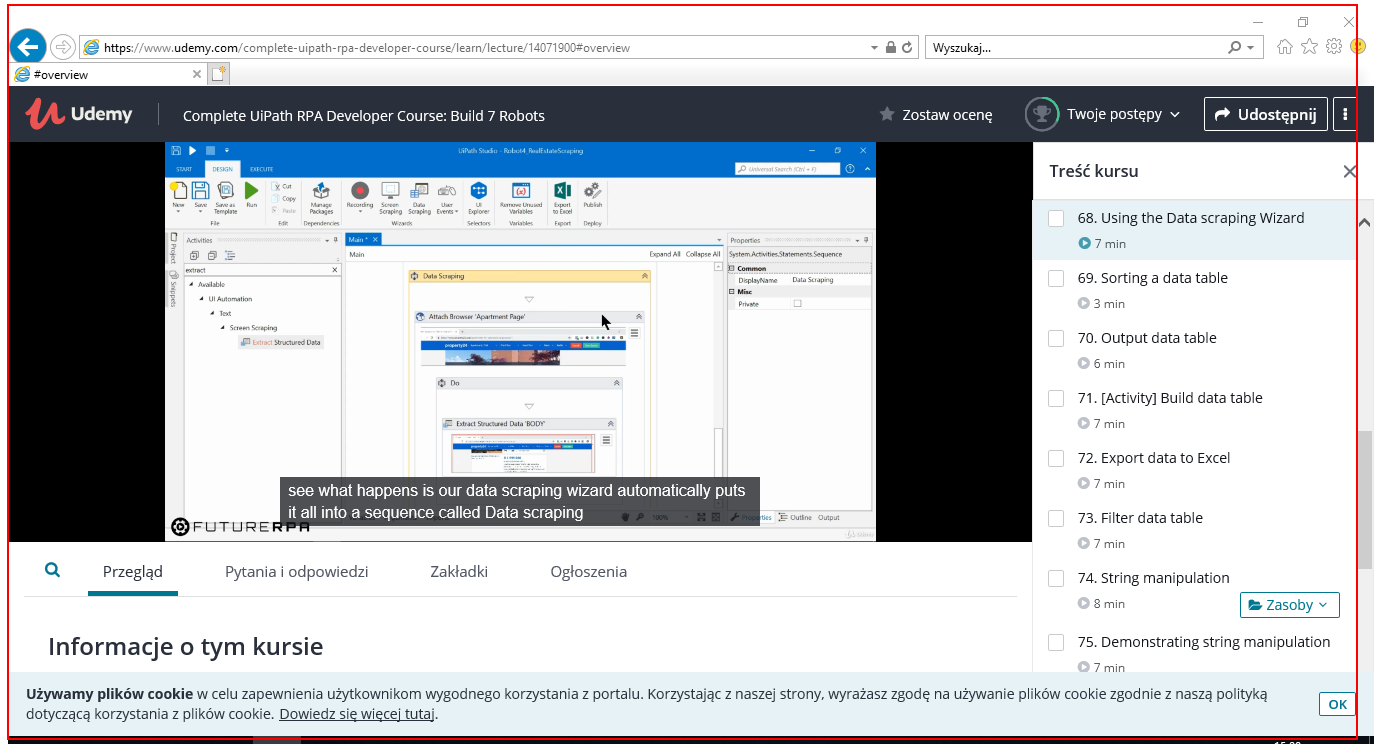 https://www.udemy.com/complete-uipath-rpa-developer-course/learn/lecture/14071900#overview
Wyszukaj...
#overview
Udemy
Complete UiPath RPA Developer Course: Build 7 Robots
Zostaw ocenę
Twoje postępy
Udostępnij
UiPath Studio - Robot4_RealEstateScraping
START
DESIGN
EXECUTE
Universal Search (Ctrl + F)
New
Save
Save as Template
Run
Cut
Copy
Paste
Manage Packages
Recording
Screen Scraping
Data Scraping
User Events
UI Explorer
Remove Unused Variables
Export to Excel
Publish
File
Edit
Dependencies
Wizards
Selectors
Variables
Export
Deploy
Project
Snippets
Activities
extract
Available
UI Automation
Text
Screen Scraping
Extract Structured Data
Main *
Main
Expand All
Collapse All
Data Scraping
Attach Browser 'Apartment Page'
property24
Do
Extract Structured Data 'BODY'
Properties
System.Activities.Statements.Sequence
Common
DisplayName
Data Scraping
Misc
Private
see what happens is our data scraping wizard automatically puts
it all into a sequence called Data scraping
100%
Properties
Outline
Output
FUTURERPA
Treść kursu
68. Using the Data scraping Wizard
7 min
69. Sorting a data table
3 min
70. Output data table
6 min
71. [Activity] Build data table
7 min
72. Export data to Excel
7 min
73. Filter data table
7 min
74. String manipulation
8 min
Zasoby
75. Demonstrating string manipulation
7 min
Przegląd
Pytania i odpowiedzi
Zakładki
Ogłoszenia
Informacje o tym kursie
Używamy plików cookie w celu zapewnienia użytkownikom wygodnego korzystania z portalu. Korzystając z naszej strony, wyrażasz zgodę na używanie plików cookie zgodnie z naszą polityką
dotyczącą korzystania z plików cookie. Dowiedz się więcej tutaj.
OK